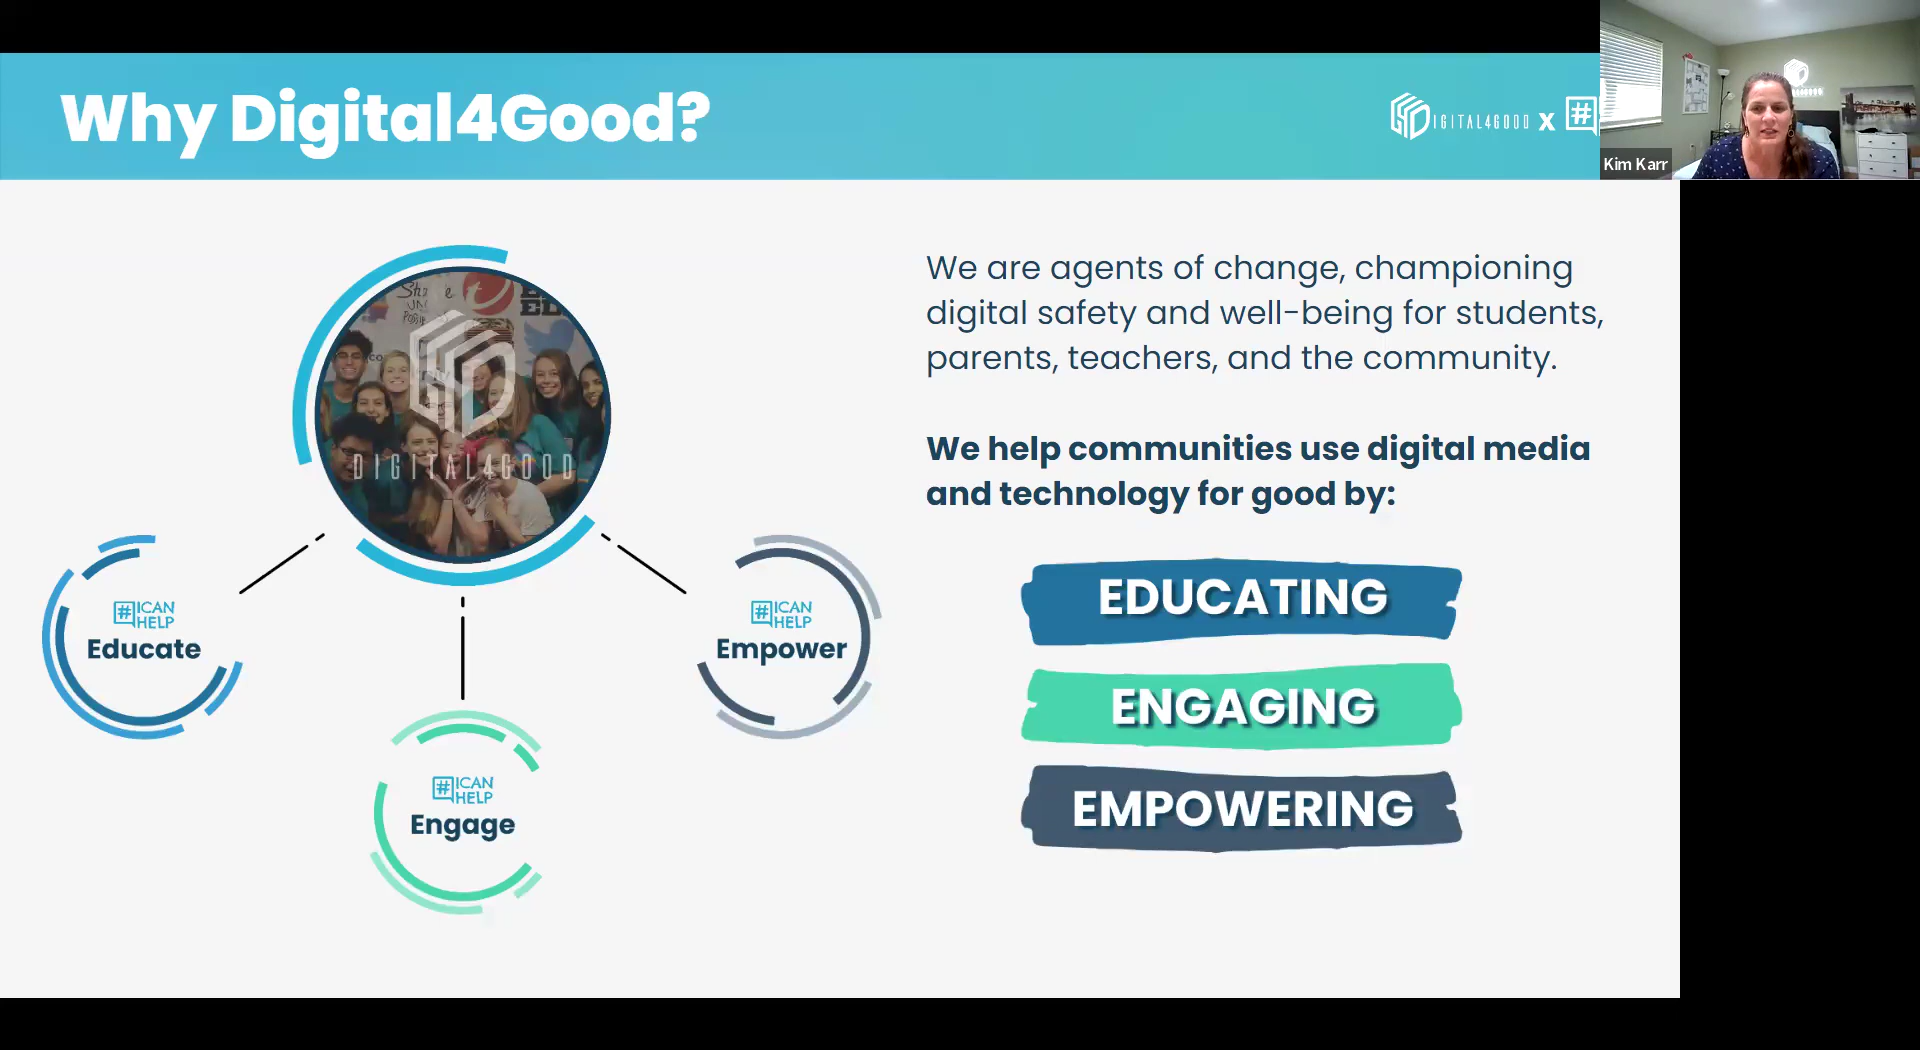 Why Digital4Good?
DIGITAL4GOOD x #
Kim Karr
We are agents of change, championing
digital safety and well-being for students,
parents, teachers, and the community.
We help communities use digital media
and technology for good by:
EDUCATING
ENGAGING
EMPOWERING
DIGITAL4GOOD
#ICAN
HELP
Educate
#ICAN
HELP
Empower
#ICAN
HELP
Engage